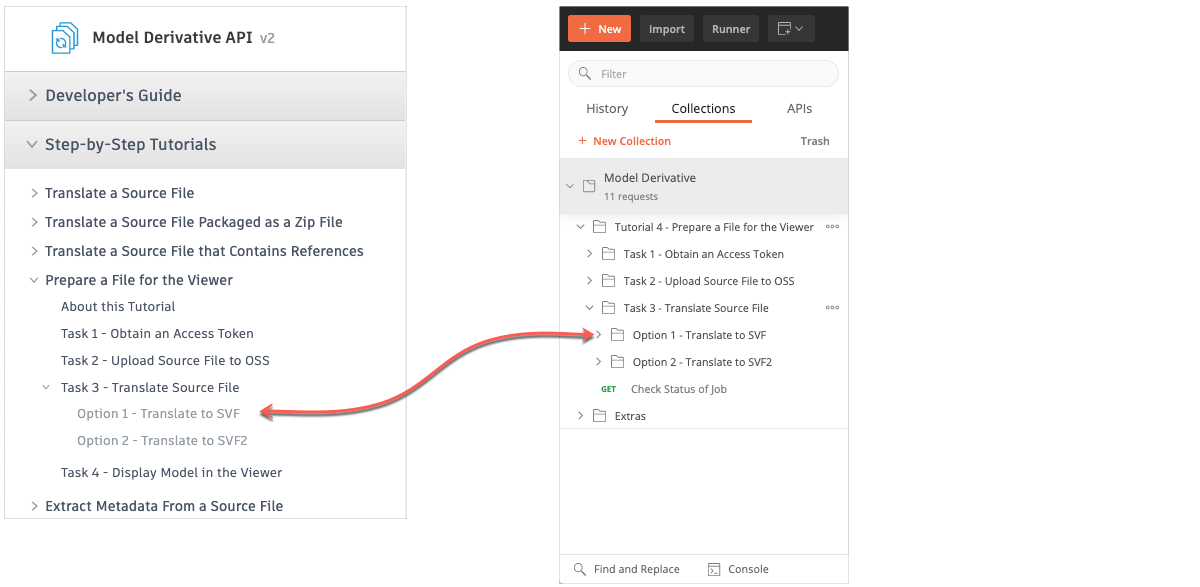 Model Derivative API v2
Developer's Guide
Step-by-Step Tutorials
Translate a Source File
Translate a Source File Packaged as a Zip File
Translate a Source File that Contains References
Prepare a File for the Viewer
About this Tutorial
Task 1 - Obtain an Access Token
Task 2 - Upload Source File to OSS
Task 3 - Translate Source File
Option 1 - Translate to SVF
Option 2 - Translate to SVF2
Task 4 - Display Model in the Viewer
Extract Metadata From a Source File
+ New Import Runner
Filter
History Collections APIs
+ New Collection Trash
Model Derivative
11 requests
Tutorial 4 - Prepare a File for the Viewer
Task 1 - Obtain an Access Token
Task 2 - Upload Source File to OSS
Task 3 - Translate Source File
Option 1 - Translate to SVF
Option 2 - Translate to SVF2
GET Check Status of Job
Extras
Find and Replace Console